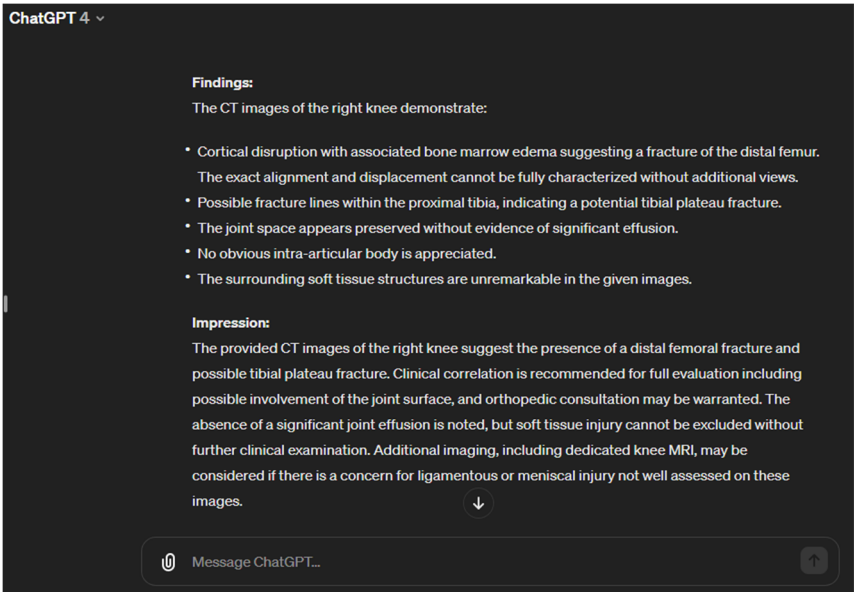 ChatGPT 4
Findings:
The CT images of the right knee demonstrate:
• Cortical disruption with associated bone marrow edema suggesting a fracture of the distal femur.
The exact alignment and displacement cannot be fully characterized without additional views.
• Possible fracture lines within the proximal tibia, indicating a potential tibial plateau fracture.
• The joint space appears preserved without evidence of significant effusion.
• No obvious intra-articular body is appreciated.
• The surrounding soft tissue structures are unremarkable in the given images.
Impression:
The provided CT images of the right knee suggest the presence of a distal femoral fracture and
possible tibial plateau fracture. Clinical correlation is recommended for full evaluation including
possible involvement of the joint surface, and orthopedic consultation may be warranted. The
absence of a significant joint effusion is noted, but soft tissue injury cannot be excluded without
further clinical examination. Additional imaging, including dedicated knee MRI, may be
considered if there is a concern for ligamentous or meniscal injury not well assessed on these
images.
Message ChatGPT...